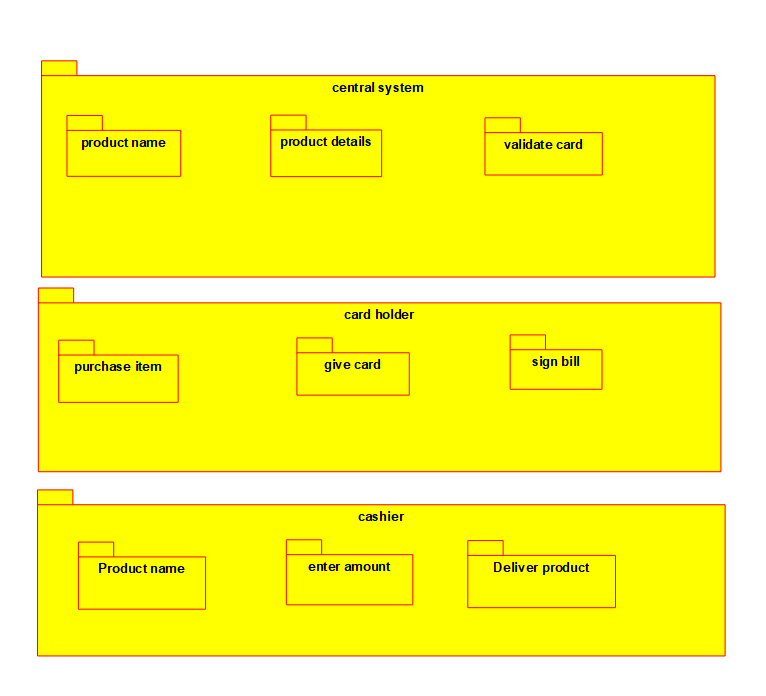 central system
product name
product details
validate card
card holder
purchase item
give card
sign bill
cashier
Product name
enter amount
Deliver product